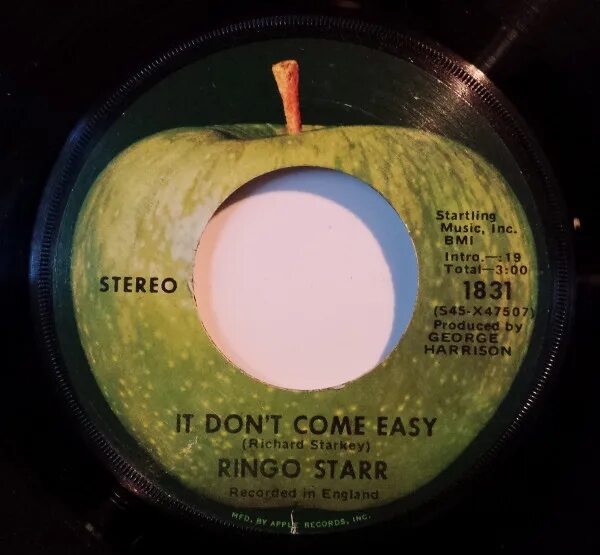 STEREO
Startling
Music, Inc.
BMI
Intro.—:19
Total—3:00
1831
(S45-X47507)
Produced by
GEORGE
HARRISON
IT DON'T COME EASY
(Richard Starkey)
RINGO STARR
Recorded in England
MFD. BY APPLE RECORDS, INC.